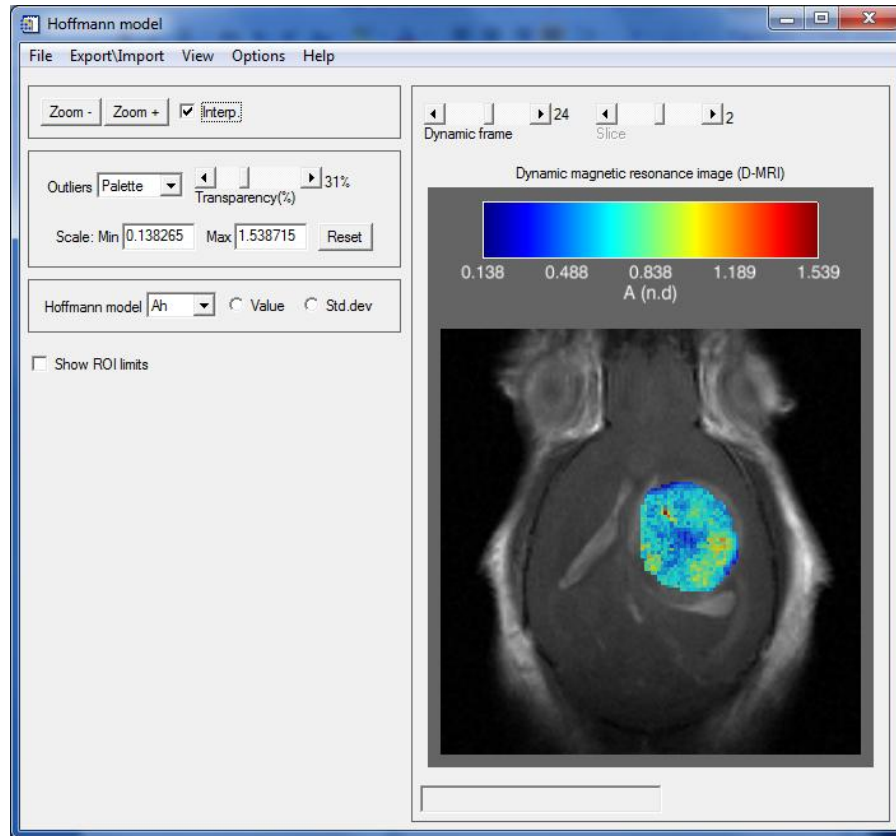 Hoffmann model
File Export\Import View Options Help
Zoom - Zoom + Interp.
Outliers Palette 31%
Transparency(%)
Scale: Min 0.138265 Max 1.538715 Reset
Hoffmann model Ah Value Std.dev
Show ROI limits
24 2
Dynamic frame Slice
Dynamic magnetic resonance image (D-MRI)
0.138 0.488 0.838 1.189 1.539
A (n.d)